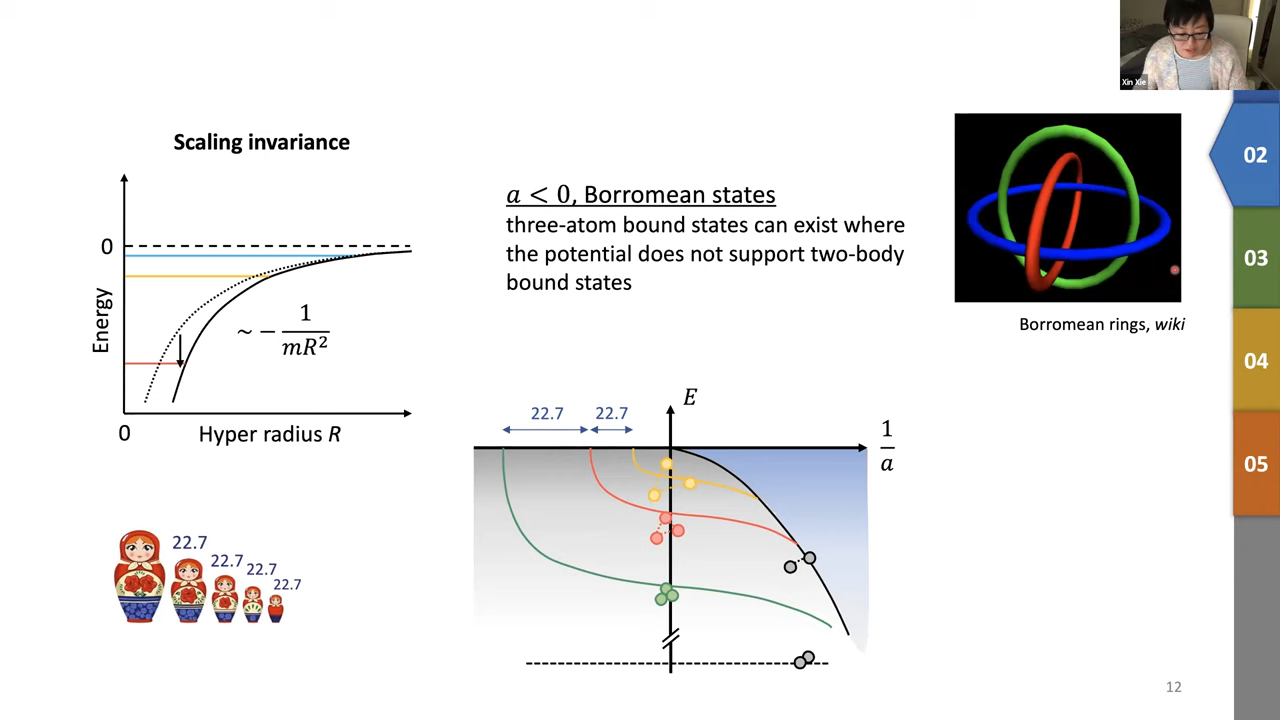 Xin Xie
Scaling invariance
0
Energy
~ − 1/mR²
0
Hyper radius R
a < 0, Borromean states
three-atom bound states can exist where
the potential does not support two-body
bound states
Borromean rings, wiki
02
03
04
05
22.7
22.7
22.7
22.7
22.7
22.7
E
1/a
12